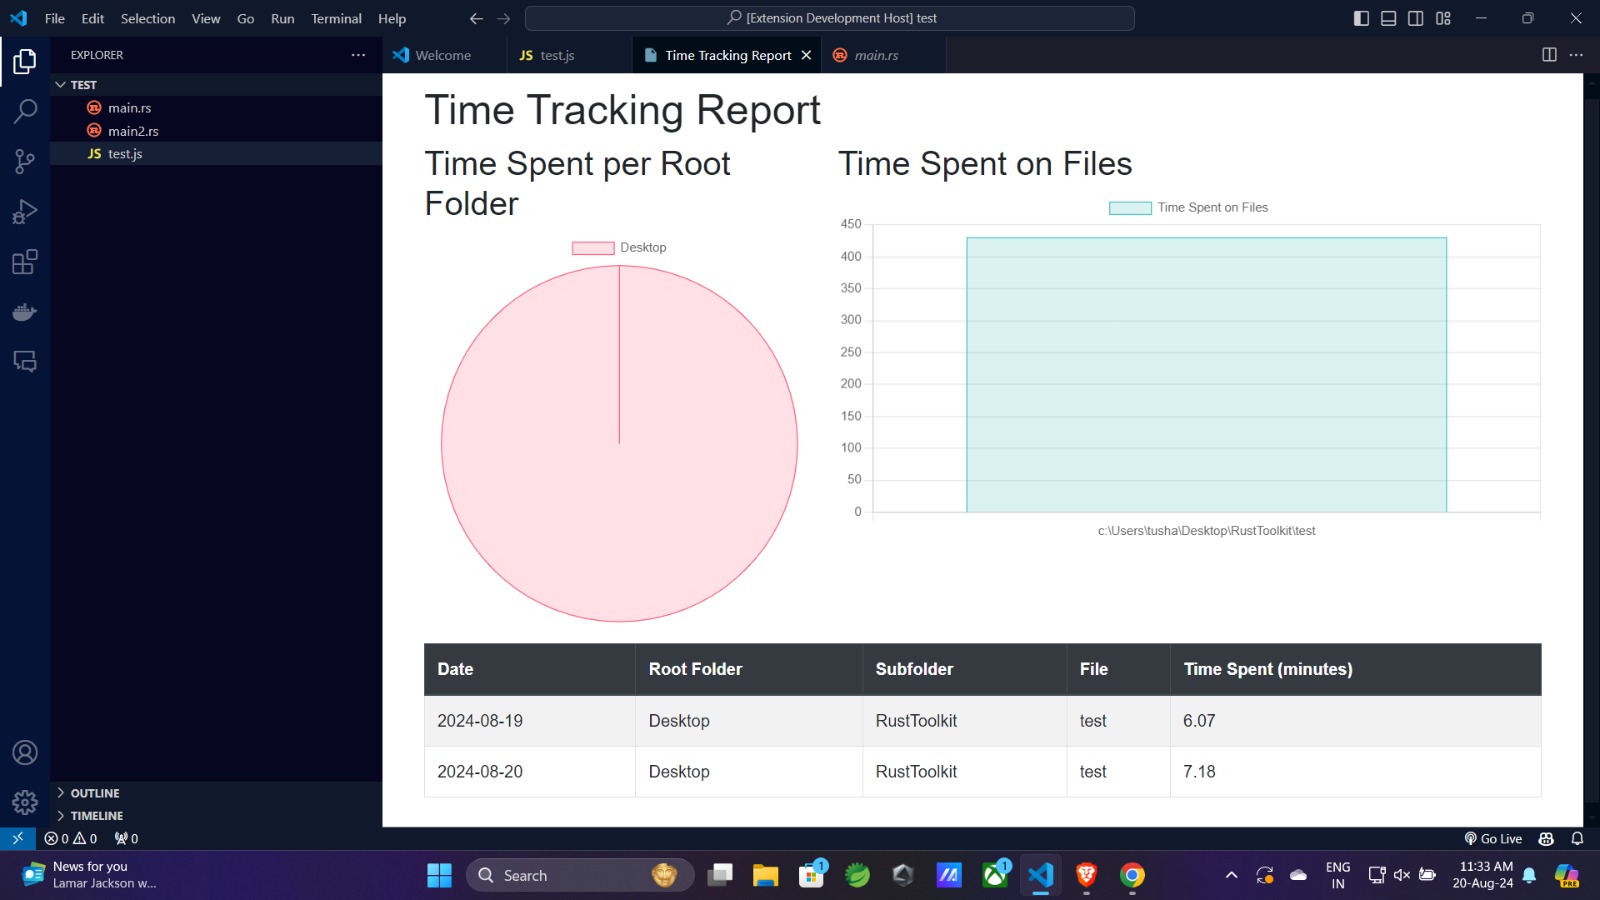 File Edit Selection View Go Run Terminal Help
[Extension Development Host] test
EXPLORER
TEST
main.rs
main2.rs
JS test.js
OUTLINE
TIMELINE
Welcome
JS test.js
Time Tracking Report
main.rs
Time Tracking Report
Time Spent per Root
Folder
Desktop
Time Spent on Files
Time Spent on Files
450
400
350
300
250
200
150
100
50
0
c:\Users\tusha\Desktop\RustToolkit\test
Date Root Folder Subfolder File Time Spent (minutes)
2024-08-19 Desktop RustToolkit test 6.07
2024-08-20 Desktop RustToolkit test 7.18
0 0 0
Go Live
News for you
Lamar Jackson w...
Search
1
1
ENG
IN
11:33 AM
20-Aug-24
PRE